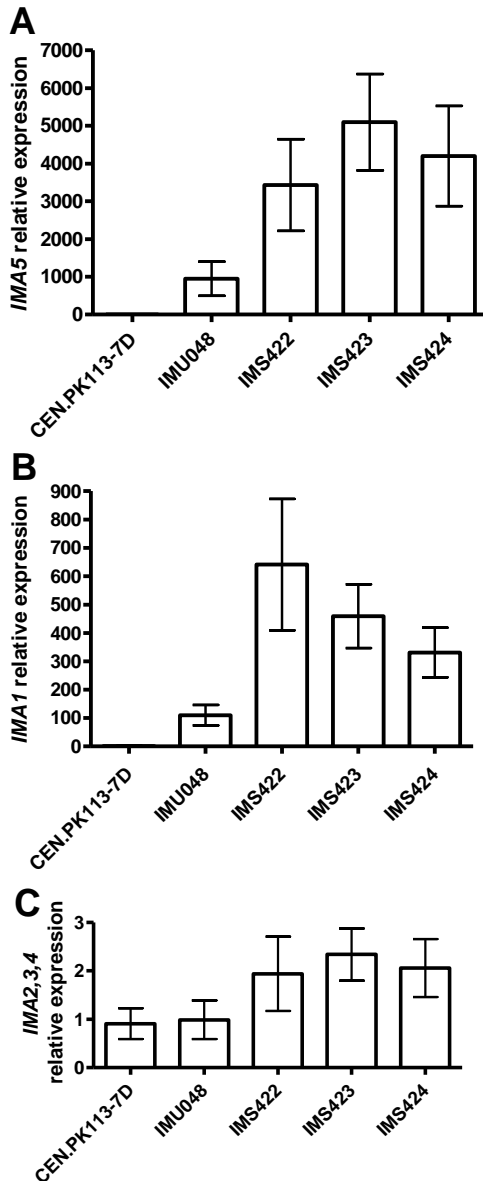 A
IMA5 relative expression
7000
6000
5000
4000
3000
2000
1000
0
CEN.PK113-7D
IMU048
IMS422
IMS423
IMS424
B
IMA1 relative expression
900
800
700
600
500
400
300
200
100
0
CEN.PK113-7D
IMU048
IMS422
IMS423
IMS424
C
IMA2,3,4
relative expression
3
2
1
0
CEN.PK113-7D
IMU048
IMS422
IMS423
IMS424